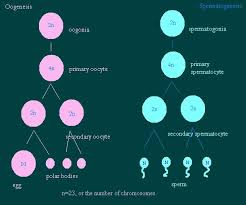 Oogenesis
Spermatogenesis
2n
oogonia
2n
spermatogonia
4n
primary oocyte
4n
primary
spermatocyte
2n
2n
secondary oocyte
2n
2n
secondary spermatocyte
egg
polar bodies
N
N
N
N
sperm
n=23, or the number of chromosomes